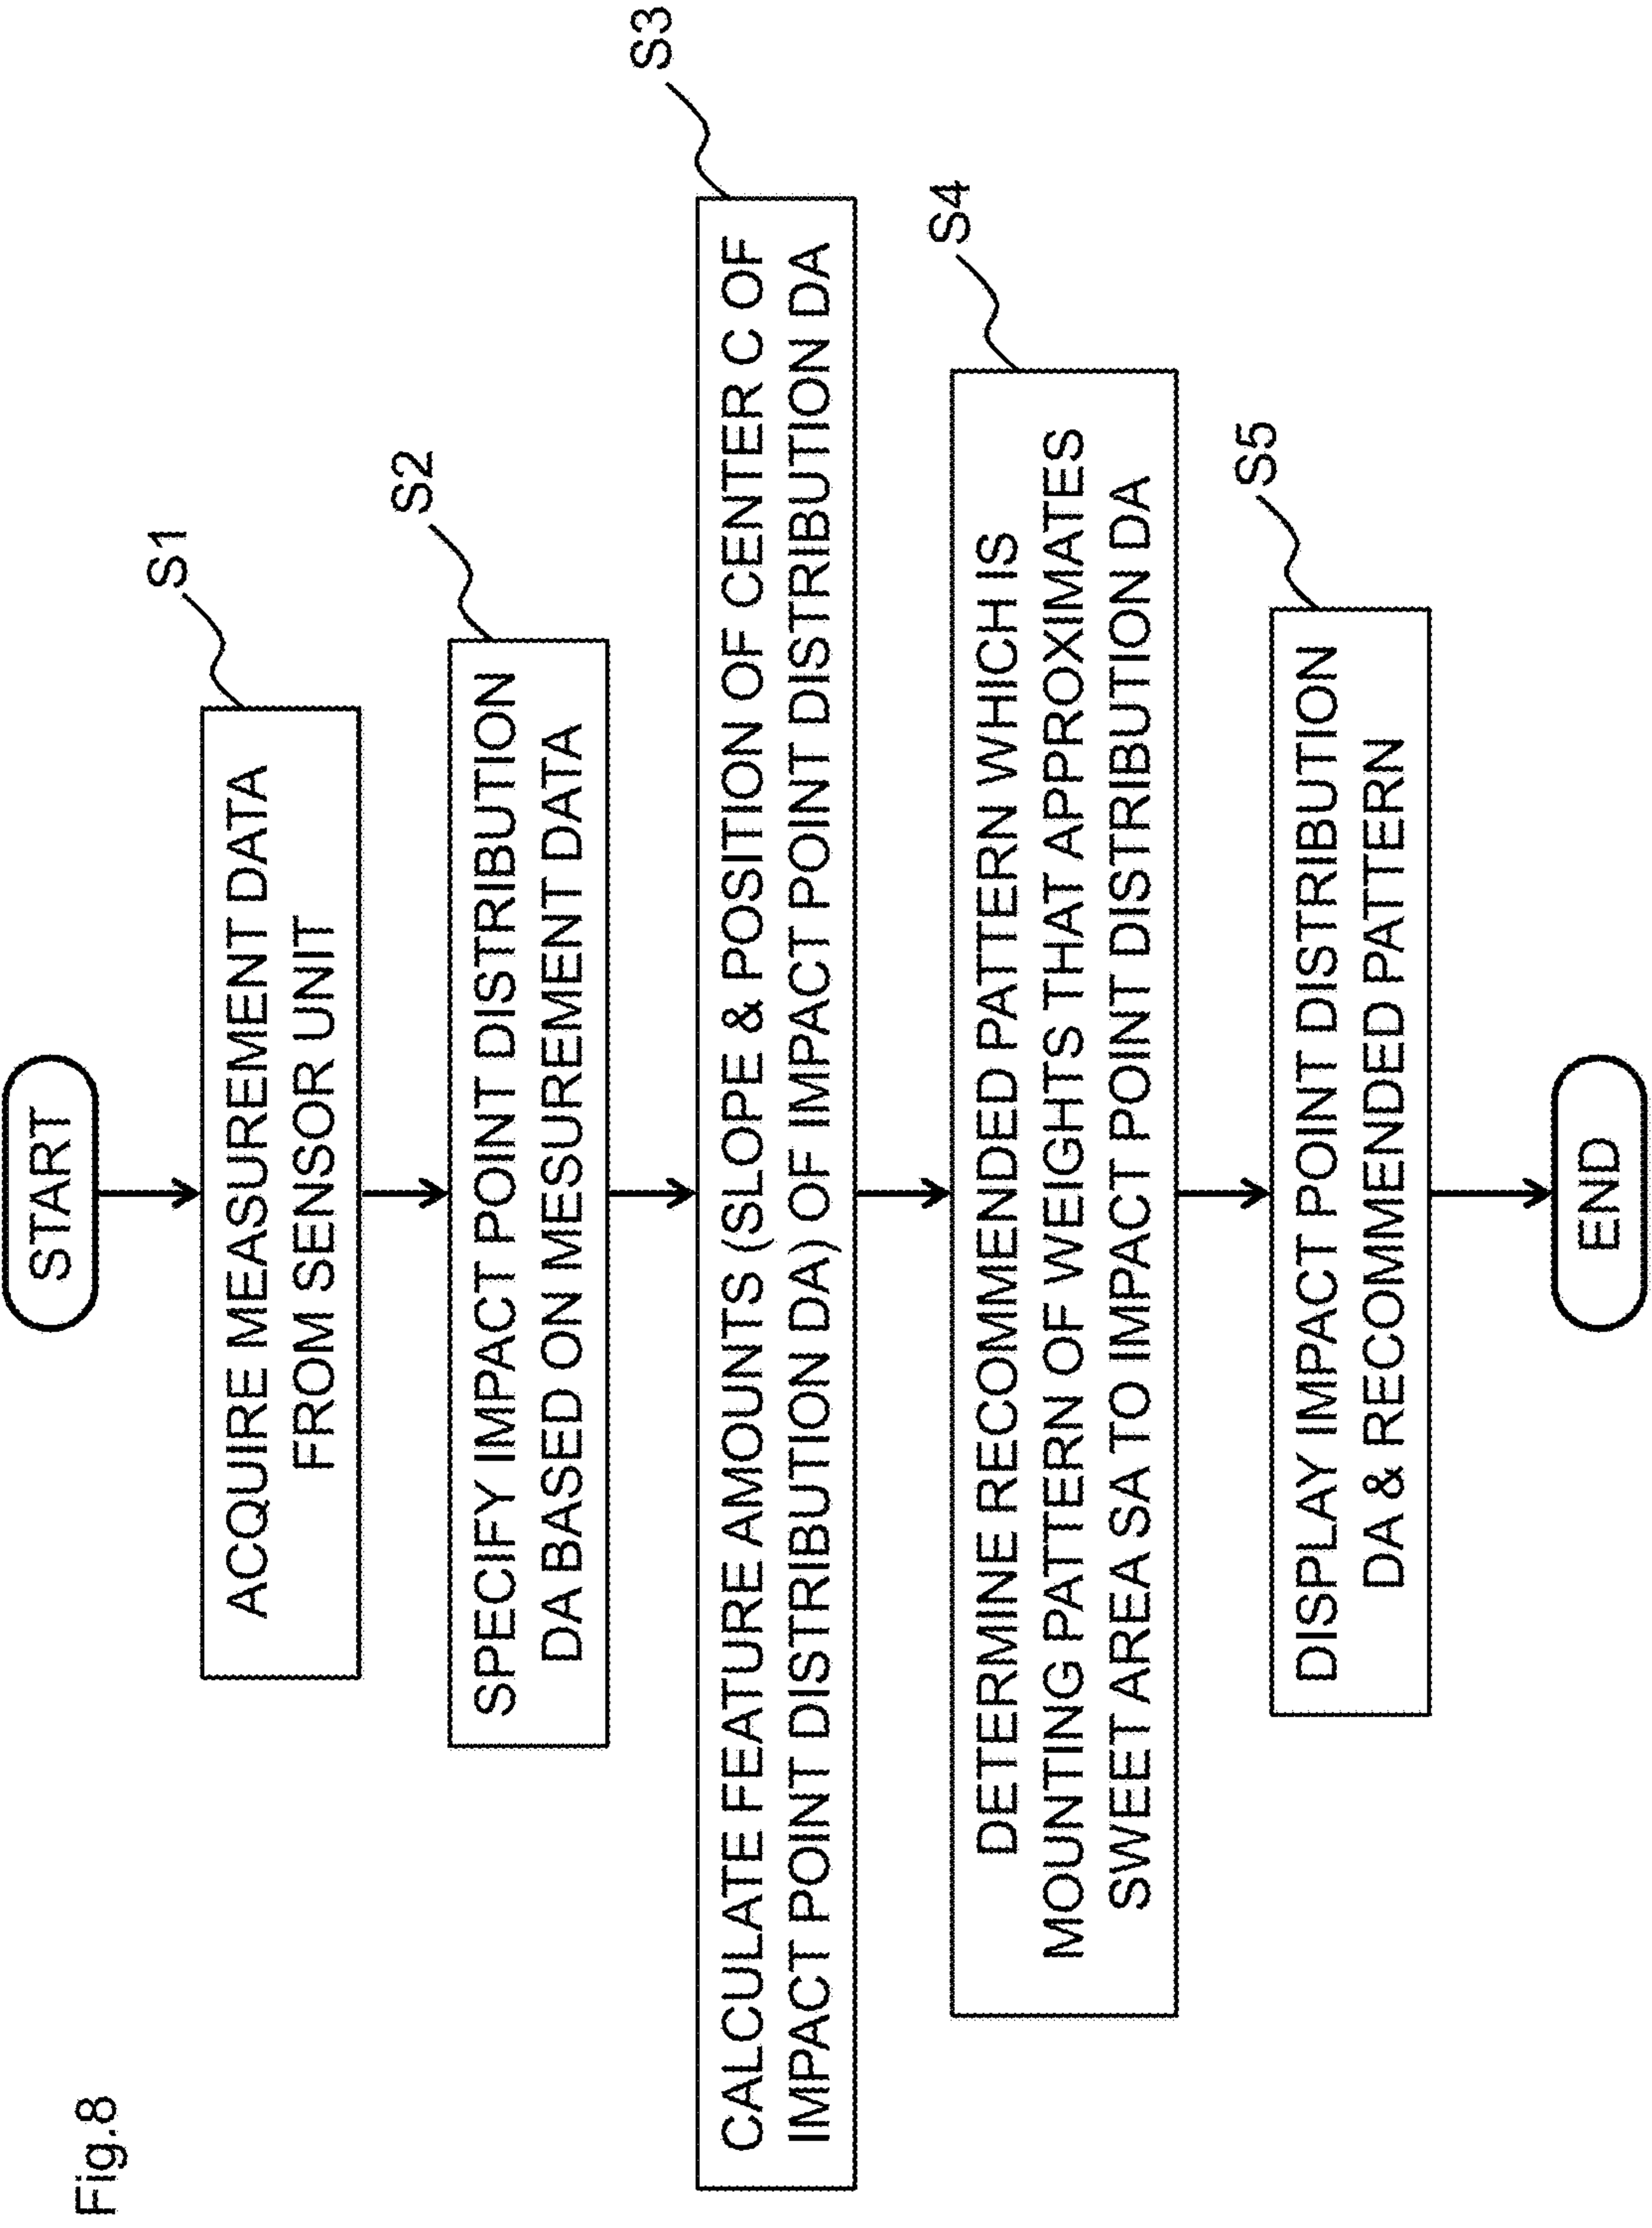 Fig.8
START
S1
ACQUIRE MEASUREMENT DATA
FROM SENSOR UNIT
S2
SPECIFY IMPACT POINT DISTRIBUTION
DA BASED ON MESUREMENT DATA
S3
CALCULATE FEATURE AMOUNTS (SLOPE & POSITION OF CENTER C OF
IMPACT POINT DISTRIBUTION DA) OF IMPACT POINT DISTRIBUTION DA
S4
DETERMINE RECOMMENDED PATTERN WHICH IS
MOUNTING PATTERN OF WEIGHTS THAT APPROXIMATES
SWEET AREA SA TO IMPACT POINT DISTRIBUTION DA
S5
DISPLAY IMPACT POINT DISTRIBUTION
DA & RECOMMENDED PATTERN
END